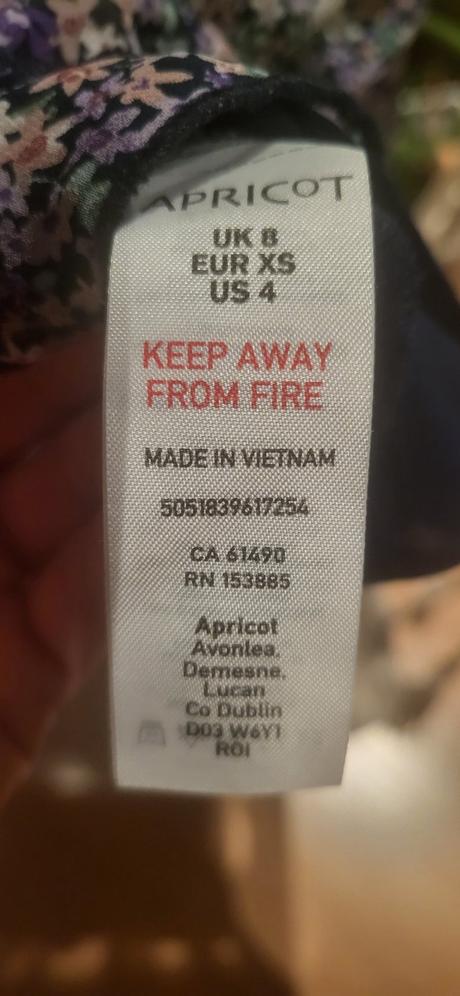 APRICOT
UK 8
EUR XS
US 4
KEEP AWAY
FROM FIRE
MADE IN VIETNAM
5051839617254
CA 61490
RN 153885
Apricot
Avonlea,
Demesne,
Lucan
Co Dublin
D03 W6Y1
ROI